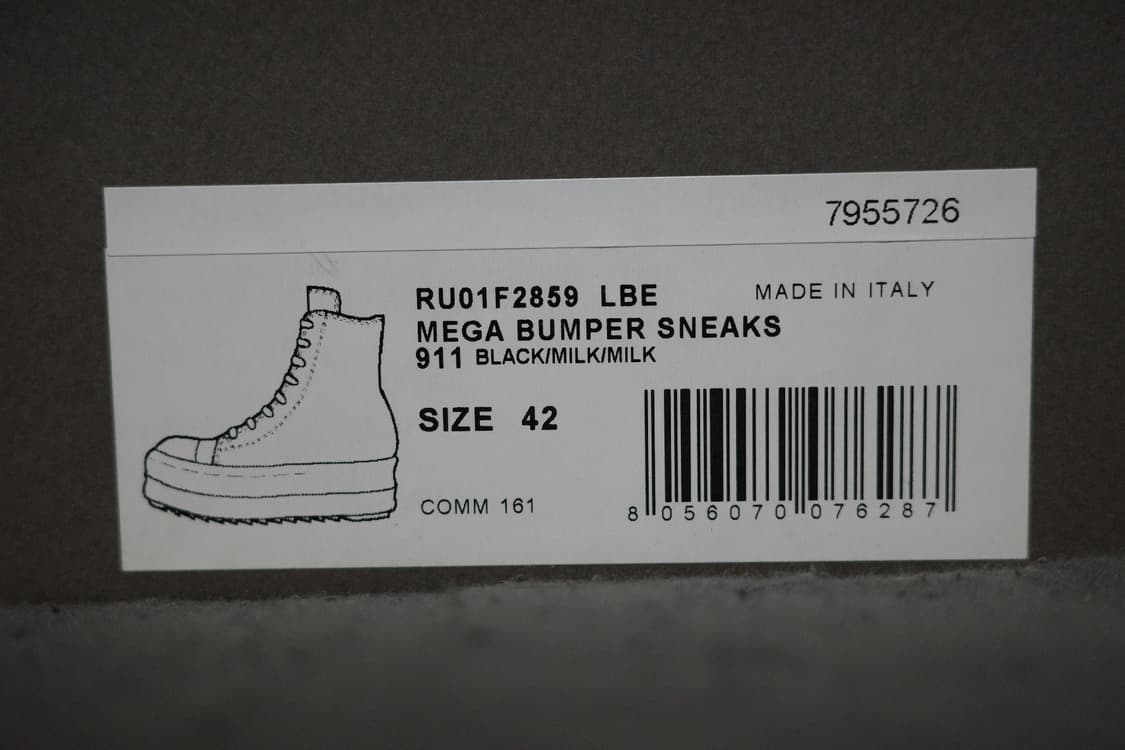 7955726
RU01F2859 LBE
MADE IN ITALY
MEGA BUMPER SNEAKS
911 BLACK/MILK/MILK
SIZE 42
COMM 161
8 056070 076287